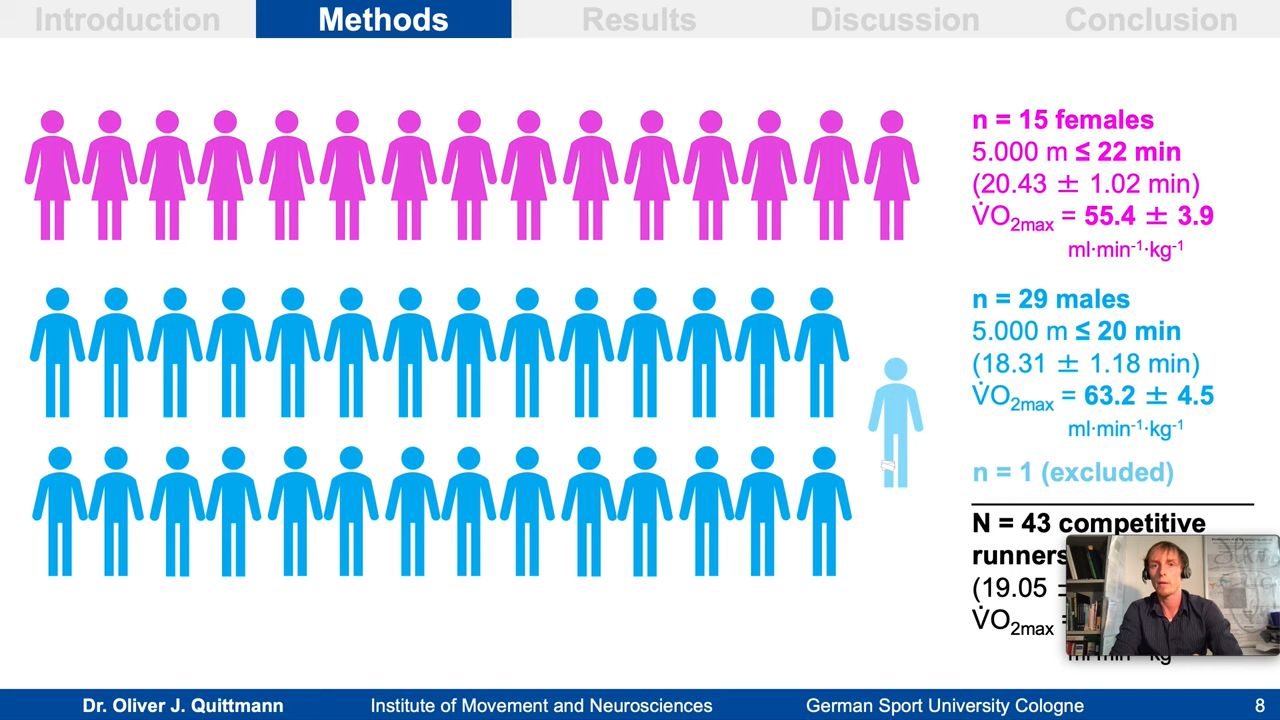 Introduction Methods Results Discussion Conclusion
n = 15 females
5.000 m ≤ 22 min
(20.43 ± 1.02 min)
V̇O2max = 55.4 ± 3.9
ml·min-1·kg-1
n = 29 males
5.000 m ≤ 20 min
(18.31 ± 1.18 min)
V̇O2max = 63.2 ± 4.5
ml·min-1·kg-1
n = 1 (excluded)
N = 43 competitive
runners
(19.05 ±
V̇O2max =
Dr. Oliver J. Quittmann Institute of Movement and Neurosciences German Sport University Cologne 8